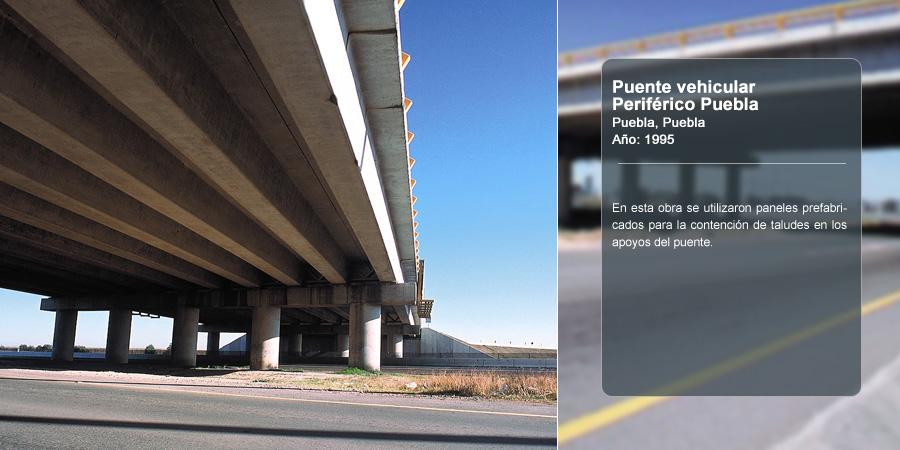 Puente vehicular
Periférico Puebla
Puebla, Puebla
Año: 1995
En esta obra se utilizaron paneles prefabri-
cados para la contención de taludes en los
apoyos del puente.